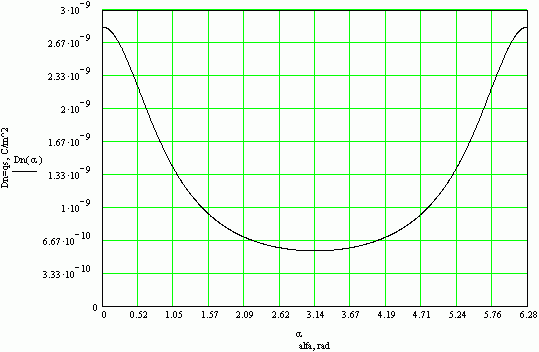 3·10⁻⁹
2.67·10⁻⁹
2.33·10⁻⁹
2·10⁻⁹
1.67·10⁻⁹
1.33·10⁻⁹
1·10⁻⁹
6.67·10⁻¹⁰
3.33·10⁻¹⁰
0
Dn=qs, C/m^2
Dn(α)
0 0.52 1.05 1.57 2.09 2.62 3.14 3.67 4.19 4.71 5.24 5.76 6.28
α
alfa, rad